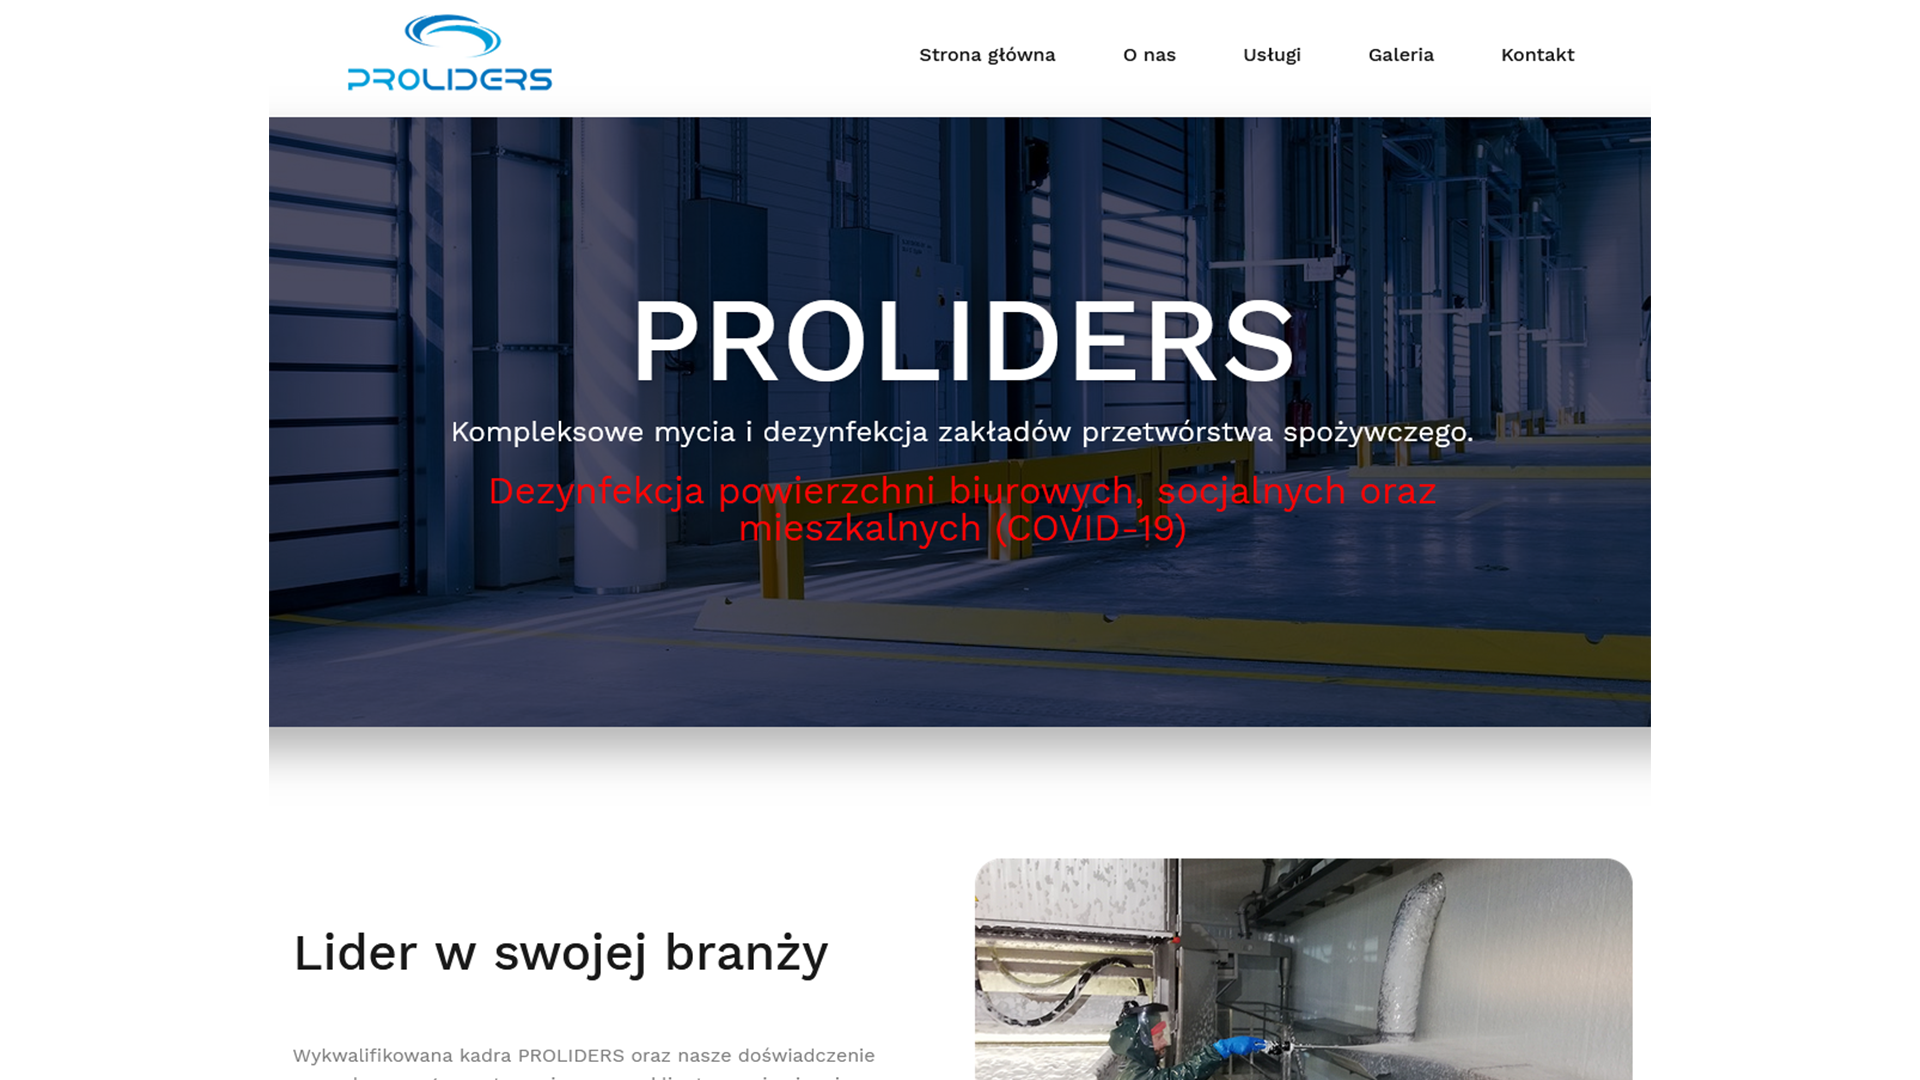 PROLIDERS
Strona główna
O nas
Usługi
Galeria
Kontakt
PROLIDERS
Kompleksowe mycia i dezynfekcja zakładów przetwórstwa spożywczego.
Dezynfekcja powierzchni biurowych, socjalnych oraz
mieszkalnych (COVID-19)
Lider w swojej branży
Wykwalifikowana kadra PROLIDERS oraz nasze doświadczenie